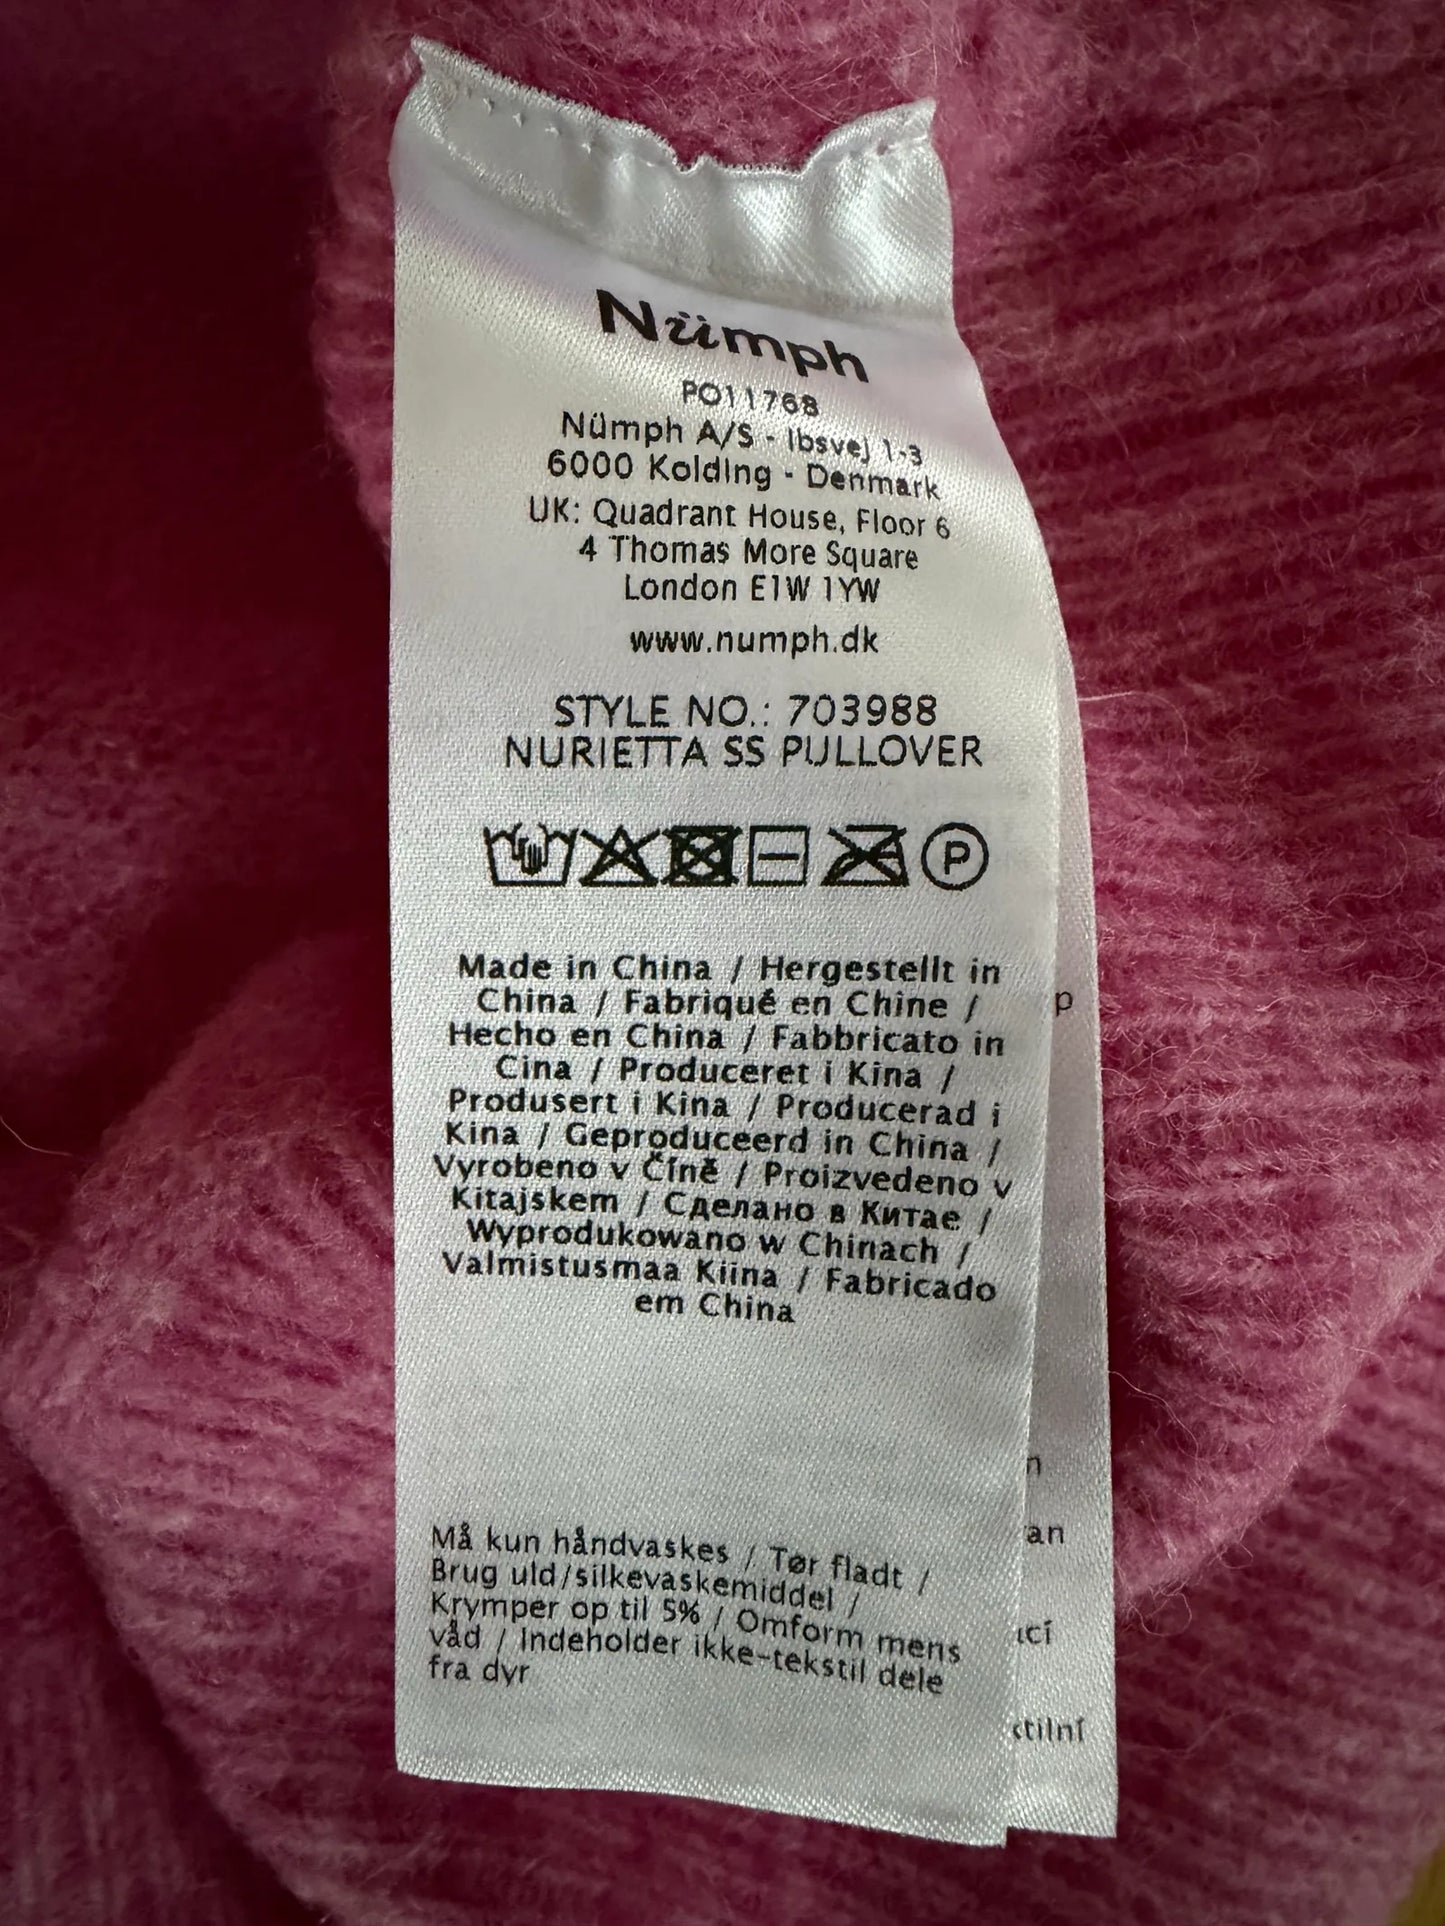 Nümph
PO11768
Nümph A/S - Ibsvej 1-3
6000 Kolding - Denmark
UK: Quadrant House, Floor 6
4 Thomas More Square
London E1W 1YW
www.numph.dk
STYLE NO.: 703988
NURIETTA SS PULLOVER
P
Made in China / Hergestellt in
China / Fabriqué en Chine /
Hecho en China / Fabbricato in
Cina / Produceret i Kina /
Produsert i Kina / Producerad i
Kina / Geproduceerd in China /
Vyrobeno v Číně / Proizvedeno v
Kitajskem / Сделано в Китае /
Wyprodukowano w Chinach /
Valmistusmaa Kiina / Fabricado
em China
Må kun håndvaskes / Tør fladt /
Brug uld/silkevaskemiddel /
Krymper op til 5% / Omform mens
våd / Indeholder ikke-tekstil dele
fra dyr